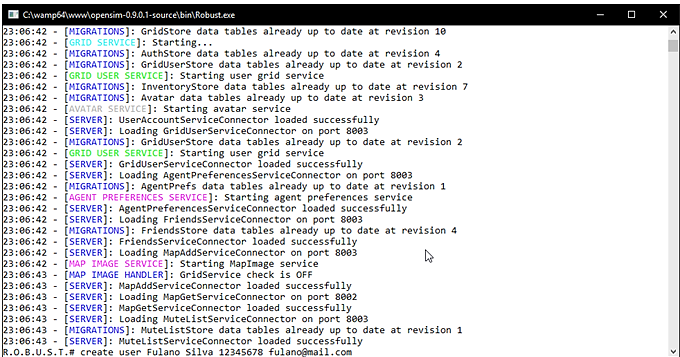 C:\wamp64\www\opensim-0.9.0.1-source\bin\Robust.exe
23:06:42 - [MIGRATIONS]: GridStore data tables already up to date at revision 10
23:06:42 - [GRID SERVICE]: Starting...
23:06:42 - [MIGRATIONS]: AuthStore data tables already up to date at revision 4
23:06:42 - [MIGRATIONS]: GridUserStore data tables already up to date at revision 2
23:06:42 - [GRID USER SERVICE]: Starting user grid service
23:06:42 - [MIGRATIONS]: InventoryStore data tables already up to date at revision 7
23:06:42 - [MIGRATIONS]: Avatar data tables already up to date at revision 3
23:06:42 - [AVATAR SERVICE]: Starting avatar service
23:06:42 - [SERVER]: UserAccountServiceConnector loaded successfully
23:06:42 - [SERVER]: Loading GridUserServiceConnector on port 8003
23:06:42 - [MIGRATIONS]: GridUserStore data tables already up to date at revision 2
23:06:42 - [GRID USER SERVICE]: Starting user grid service
23:06:42 - [SERVER]: GridUserServiceConnector loaded successfully
23:06:42 - [SERVER]: Loading AgentPreferencesServiceConnector on port 8003
23:06:42 - [MIGRATIONS]: AgentPrefs data tables already up to date at revision 1
23:06:42 - [AGENT PREFERENCES SERVICE]: Starting agent preferences service
23:06:42 - [SERVER]: AgentPreferencesServiceConnector loaded successfully
23:06:42 - [SERVER]: Loading FriendsServiceConnector on port 8003
23:06:42 - [MIGRATIONS]: FriendsStore data tables already up to date at revision 4
23:06:42 - [SERVER]: FriendsServiceConnector loaded successfully
23:06:42 - [SERVER]: Loading MapAddServiceConnector on port 8003
23:06:43 - [MAP IMAGE SERVICE]: Starting MapImage service
23:06:43 - [MAP IMAGE HANDLER]: GridService check is OFF
23:06:43 - [SERVER]: MapAddServiceConnector loaded successfully
23:06:43 - [SERVER]: Loading MapGetServiceConnector on port 8002
23:06:43 - [SERVER]: MapGetServiceConnector loaded successfully
23:06:43 - [SERVER]: Loading MuteListServiceConnector on port 8003
23:06:43 - [MIGRATIONS]: MuteListStore data tables already up to date at revision 1
23:06:43 - [SERVER]: MuteListServiceConnector loaded successfully
R.O.B.U.S.T.# create user Fulano Silva 12345678 fulano@mail.com